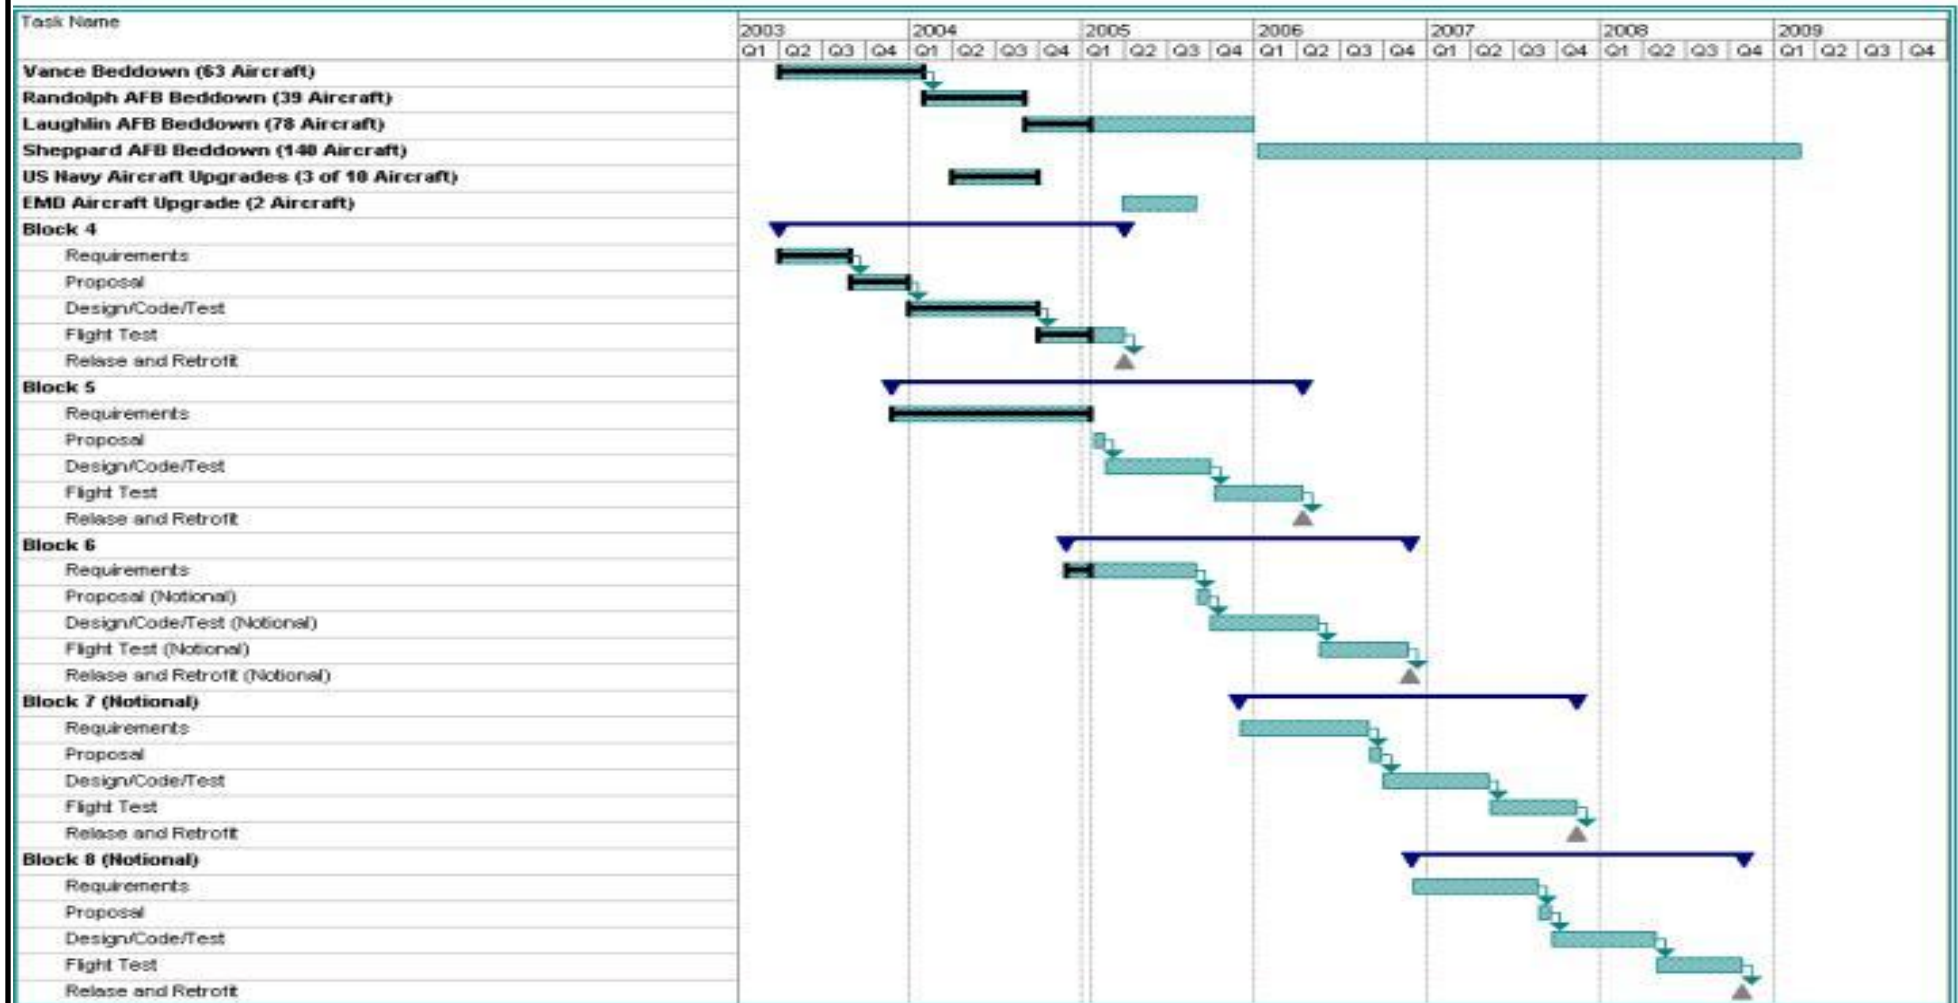 Task Name
2003 2004 2005 2006 2007 2008 2009
Q1 Q2 Q3 Q4 Q1 Q2 Q3 Q4 Q1 Q2 Q3 Q4 Q1 Q2 Q3 Q4 Q1 Q2 Q3 Q4 Q1 Q2 Q3 Q4 Q1 Q2 Q3 Q4
Vance Beddown (63 Aircraft)
Randolph AFB Beddown (39 Aircraft)
Laughlin AFB Beddown (78 Aircraft)
Sheppard AFB Beddown (140 Aircraft)
US Navy Aircraft Upgrades (3 of 10 Aircraft)
EMD Aircraft Upgrade (2 Aircraft)
Block 4
Requirements
Proposal
Design/Code/Test
Flight Test
Relase and Retrofit
Block 5
Requirements
Proposal
Design/Code/Test
Flight Test
Relase and Retrofit
Block 6
Requirements
Proposal (Notional)
Design/Code/Test (Notional)
Flight Test (Notional)
Relase and Retrofit (Notional)
Block 7 (Notional)
Requirements
Proposal
Design/Code/Test
Flight Test
Relase and Retrofit
Block 8 (Notional)
Requirements
Proposal
Design/Code/Test
Flight Test
Relase and Retrofit